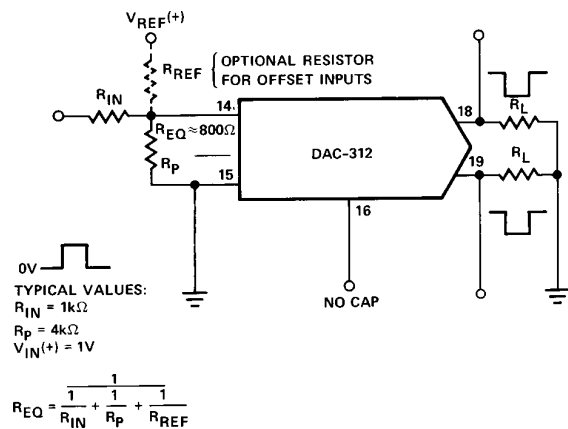 VREF(+)
RREF { OPTIONAL RESISTOR
FOR OFFSET INPUTS
RIN
14
REQ≈800Ω
RP
15
DAC-312
16
18
19
RL
RL
0V
NO CAP
TYPICAL VALUES:
RIN = 1kΩ
RP = 4kΩ
VIN(+) = 1V
REQ = 1 / (1/RIN + 1/RP + 1/RREF)